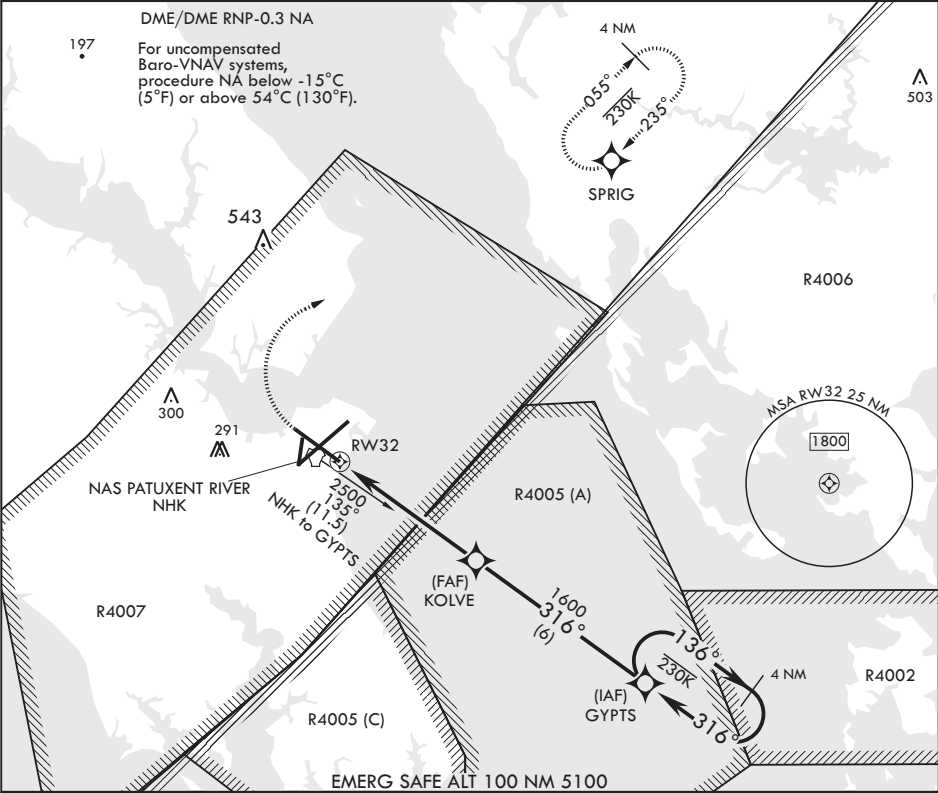 DME/DME RNP-0.3 NA
197
For uncompensated
Baro-VNAV systems,
procedure NA below -15°C
(5°F) or above 54°C (130°F).
4 NM
055°
230K
235°
SPRIG
503
543
R4006
300
291
RW32
NAS PATUXENT RIVER
NHK
2500
135°
(11.5)
NHK to GYPTS
MSA RW32 25 NM
1800
R4005 (A)
(FAF)
KOLVE
1600
316°
(6)
R4007
136°
230K
4 NM
(IAF)
GYPTS
316°
R4002
R4005 (C)
EMERG SAFE ALT 100 NM 5100